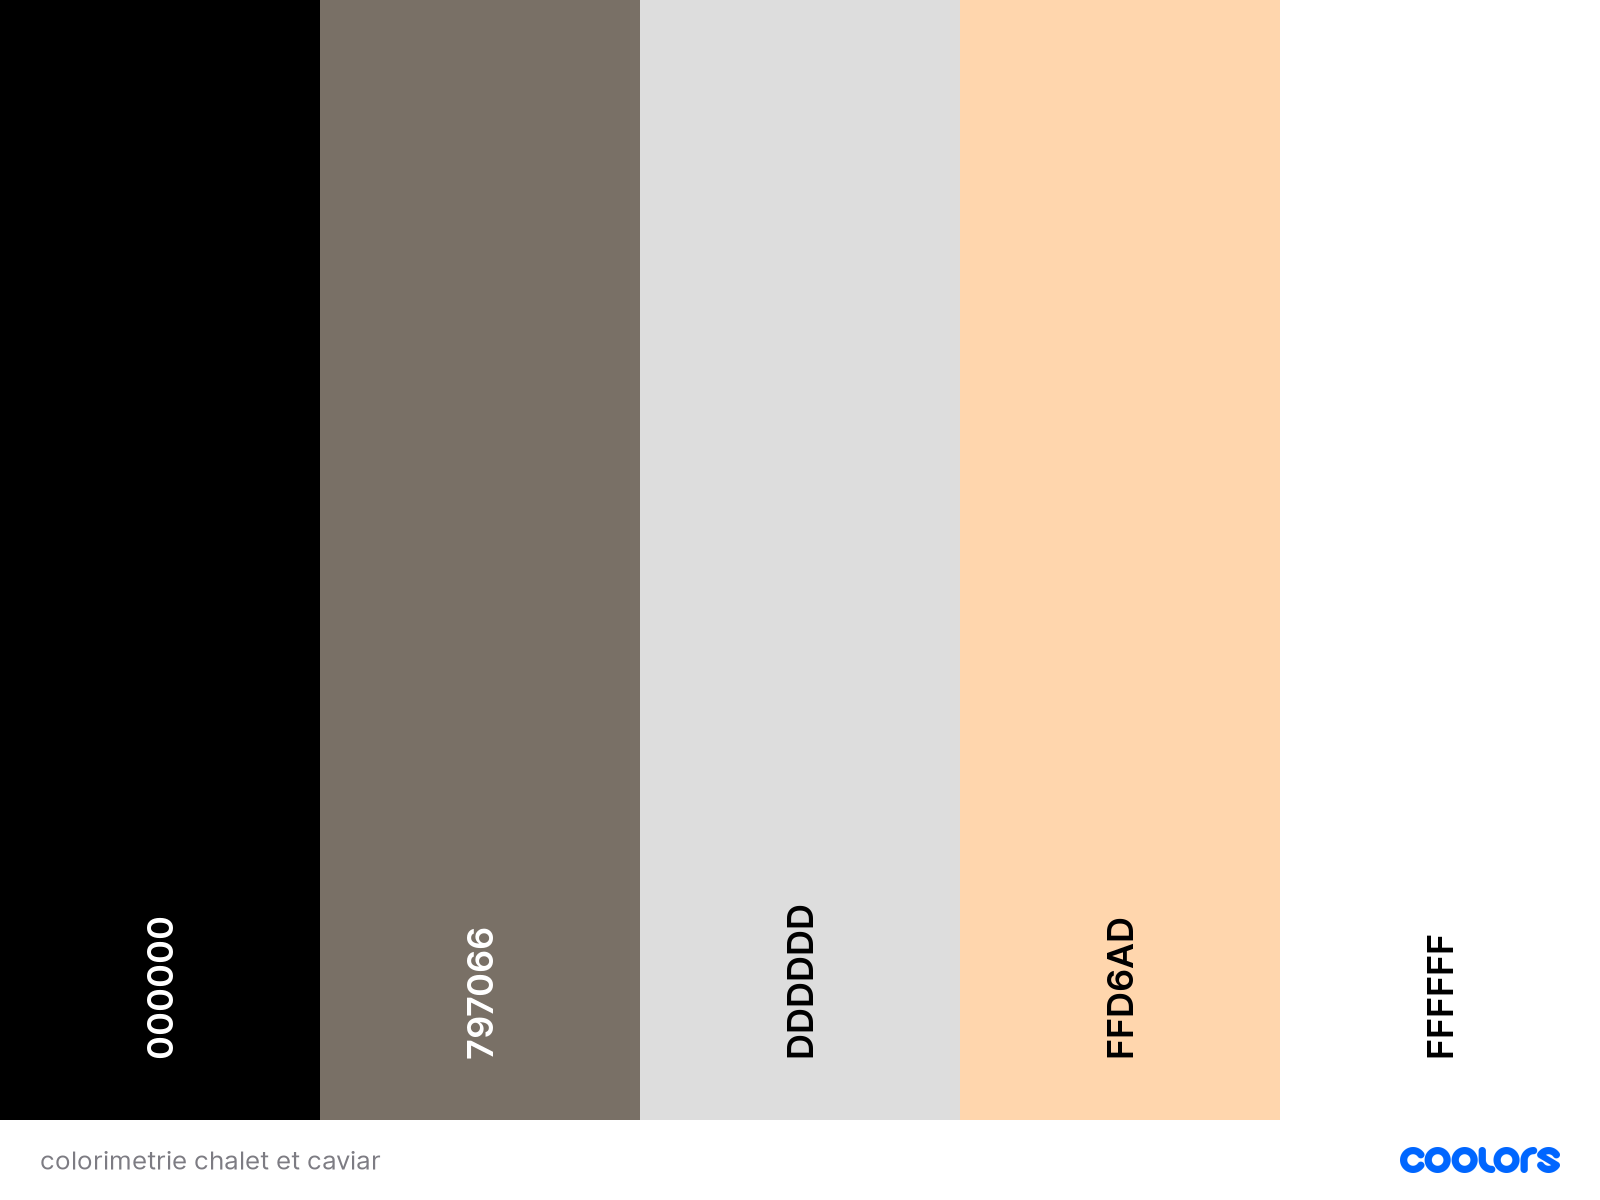 000000
797066
DDDDDD
FFD6AD
FFFFFF
colorimetrie chalet et caviar
coolors